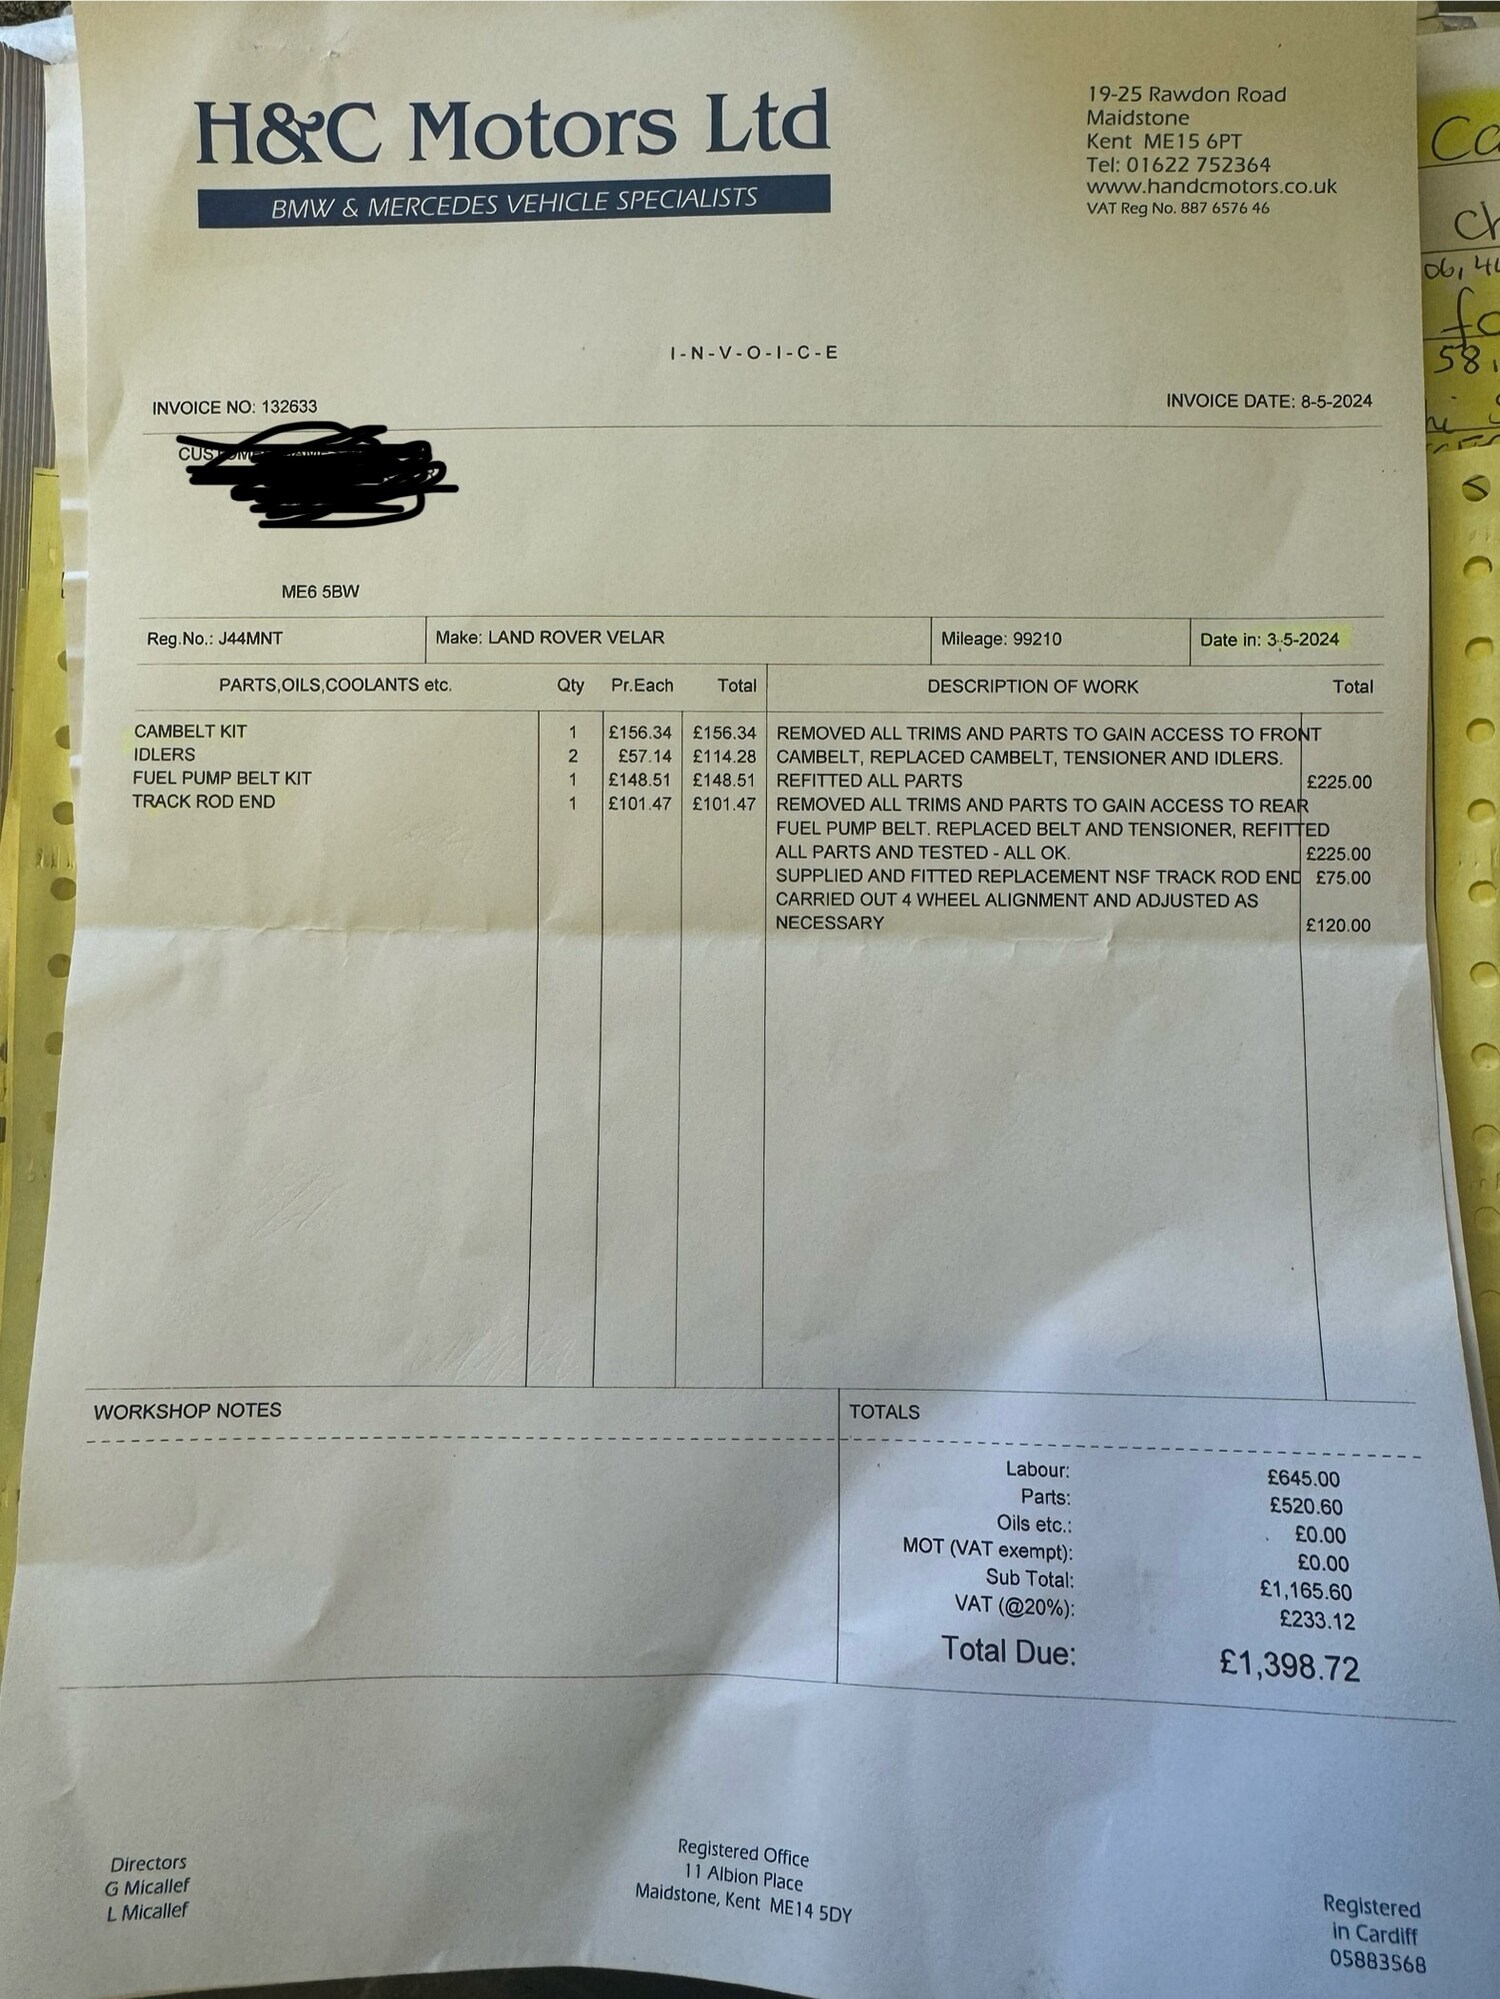 H&C Motors Ltd
BMW & MERCEDES VEHICLE SPECIALISTS
19-25 Rawdon Road
Maidstone
Kent ME15 6PT
Tel: 01622 752364
www.handcmotors.co.uk
VAT Reg No. 887 6576 46
I-N-V-O-I-C-E
INVOICE NO: 132633
INVOICE DATE: 8-5-2024
ME6 5BW
Reg.No.: J44MNT
Make: LAND ROVER VELAR
Mileage: 99210
Date in: 3-5-2024
PARTS,OILS,COOLANTS etc. Qty Pr.Each Total
CAMBELT KIT 1 £156.34 £156.34
IDLERS 2 £57.14 £114.28
FUEL PUMP BELT KIT 1 £148.51 £148.51
TRACK ROD END 1 £101.47 £101.47
DESCRIPTION OF WORK Total
REMOVED ALL TRIMS AND PARTS TO GAIN ACCESS TO FRONT
CAMBELT, REPLACED CAMBELT, TENSIONER AND IDLERS.
REFITTED ALL PARTS £225.00
REMOVED ALL TRIMS AND PARTS TO GAIN ACCESS TO REAR
FUEL PUMP BELT. REPLACED BELT AND TENSIONER, REFITTED
ALL PARTS AND TESTED - ALL OK. £225.00
SUPPLIED AND FITTED REPLACEMENT NSF TRACK ROD END £75.00
CARRIED OUT 4 WHEEL ALIGNMENT AND ADJUSTED AS
NECESSARY £120.00
WORKSHOP NOTES
TOTALS
Labour: £645.00
Parts: £520.60
Oils etc.: £0.00
MOT (VAT exempt): £0.00
Sub Total: £1,165.60
VAT (@20%): £233.12
Total Due: £1,398.72
Directors
G Micallef
L Micallef
Registered Office
11 Albion Place
Maidstone, Kent ME14 5DY
Registered
in Cardiff
05883568